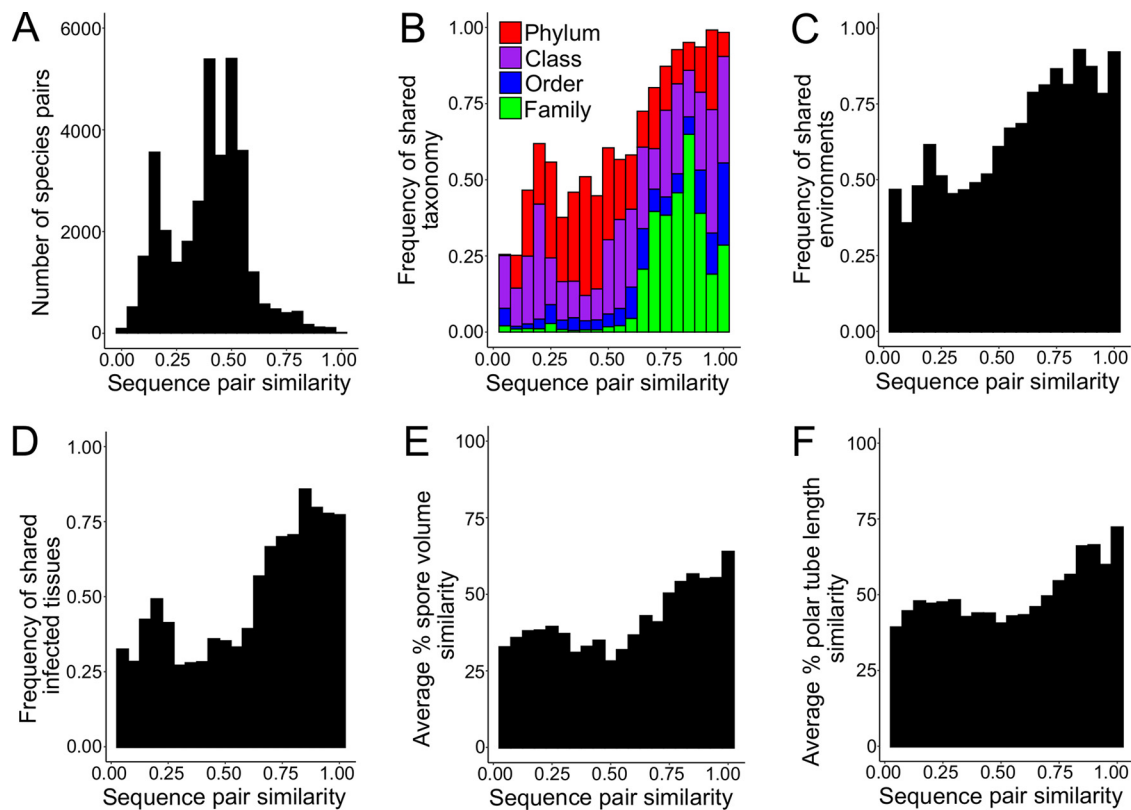 A
Number of species pairs
6000
4000
2000
0
0.00 0.25 0.50 0.75 1.00
Sequence pair similarity
B
Frequency of shared
taxonomy
1.00
0.75
0.50
0.25
0.00
Phylum
Class
Order
Family
0.00 0.25 0.50 0.75 1.00
Sequence pair similarity
C
Frequency of shared
environments
1.00
0.75
0.50
0.25
0.00
0.00 0.25 0.50 0.75 1.00
Sequence pair similarity
D
Frequency of shared
infected tissues
1.00
0.75
0.50
0.25
0.00
0.00 0.25 0.50 0.75 1.00
Sequence pair similarity
E
Average % spore volume
similarity
100
75
50
25
0
0.00 0.25 0.50 0.75 1.00
Sequence pair similarity
F
Average % polar tube length
similarity
100
75
50
25
0
0.00 0.25 0.50 0.75 1.00
Sequence pair similarity